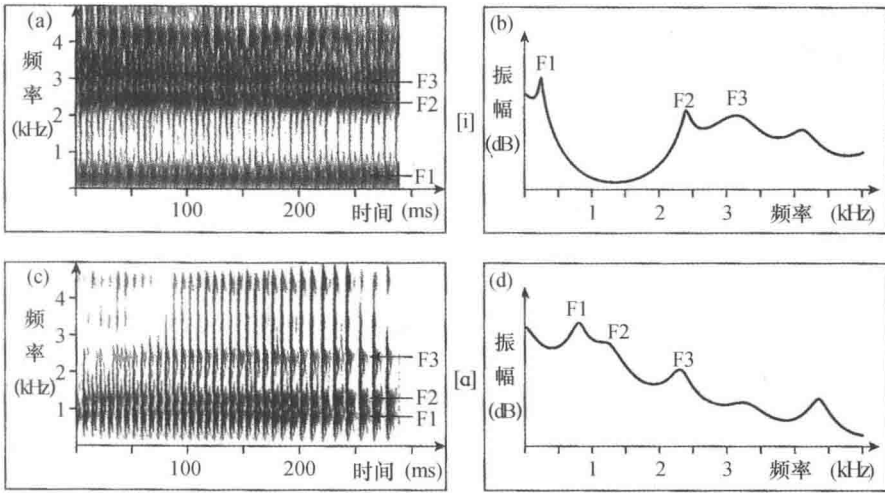 (a)
频
率
(kHz)
4
3
2
1
F3
F2
F1
100
200
时间 (ms)
[i]
(b)
振
幅
(dB)
F1
F2
F3
1
2
3
频率 (kHz)
(c)
频
率
(kHz)
4
3
2
1
F3
F2
F1
100
200
时间 (ms)
[ɑ]
(d)
振
幅
(dB)
F1
F2
F3
1
2
3
频率 (kHz)